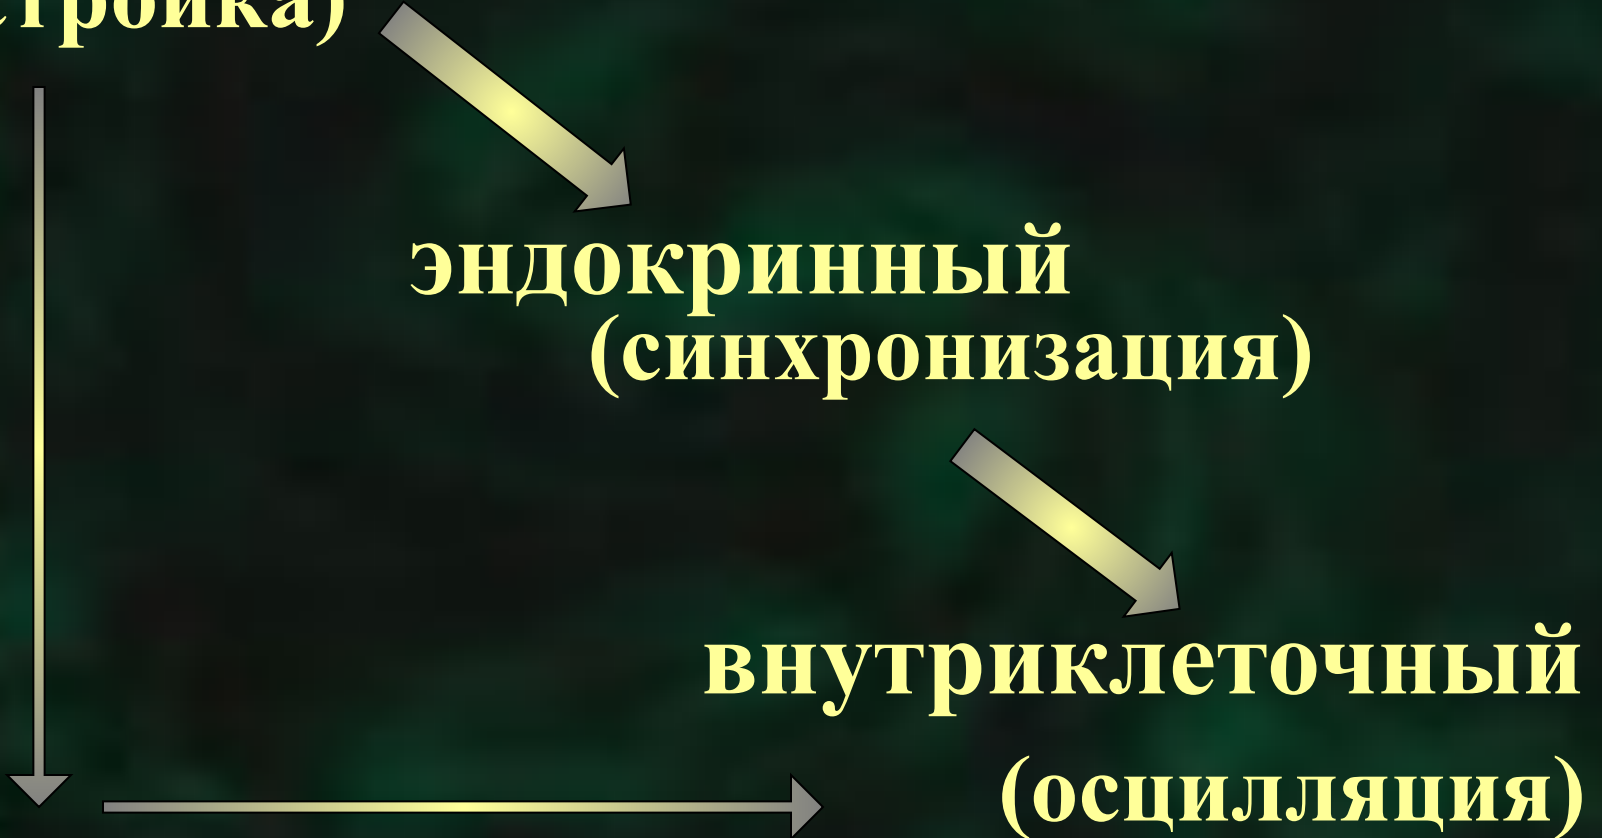 эндокринный
(синхронизация)
внутриклеточный
(осцилляция)